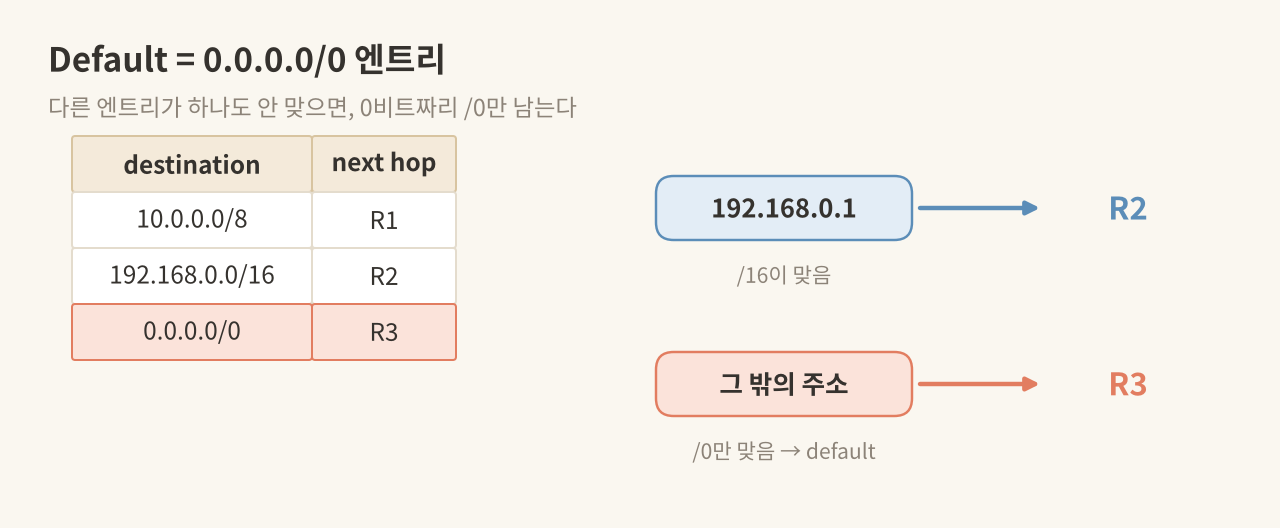 Default = 0.0.0.0/0 엔트리
다른 엔트리가 하나도 안 맞으면, 0비트짜리 /0만 남는다
destination next hop
10.0.0.0/8 R1
192.168.0.0/16 R2
0.0.0.0/0 R3
192.168.0.1 R2
/16이 맞음
그 밖의 주소 R3
/0만 맞음 → default